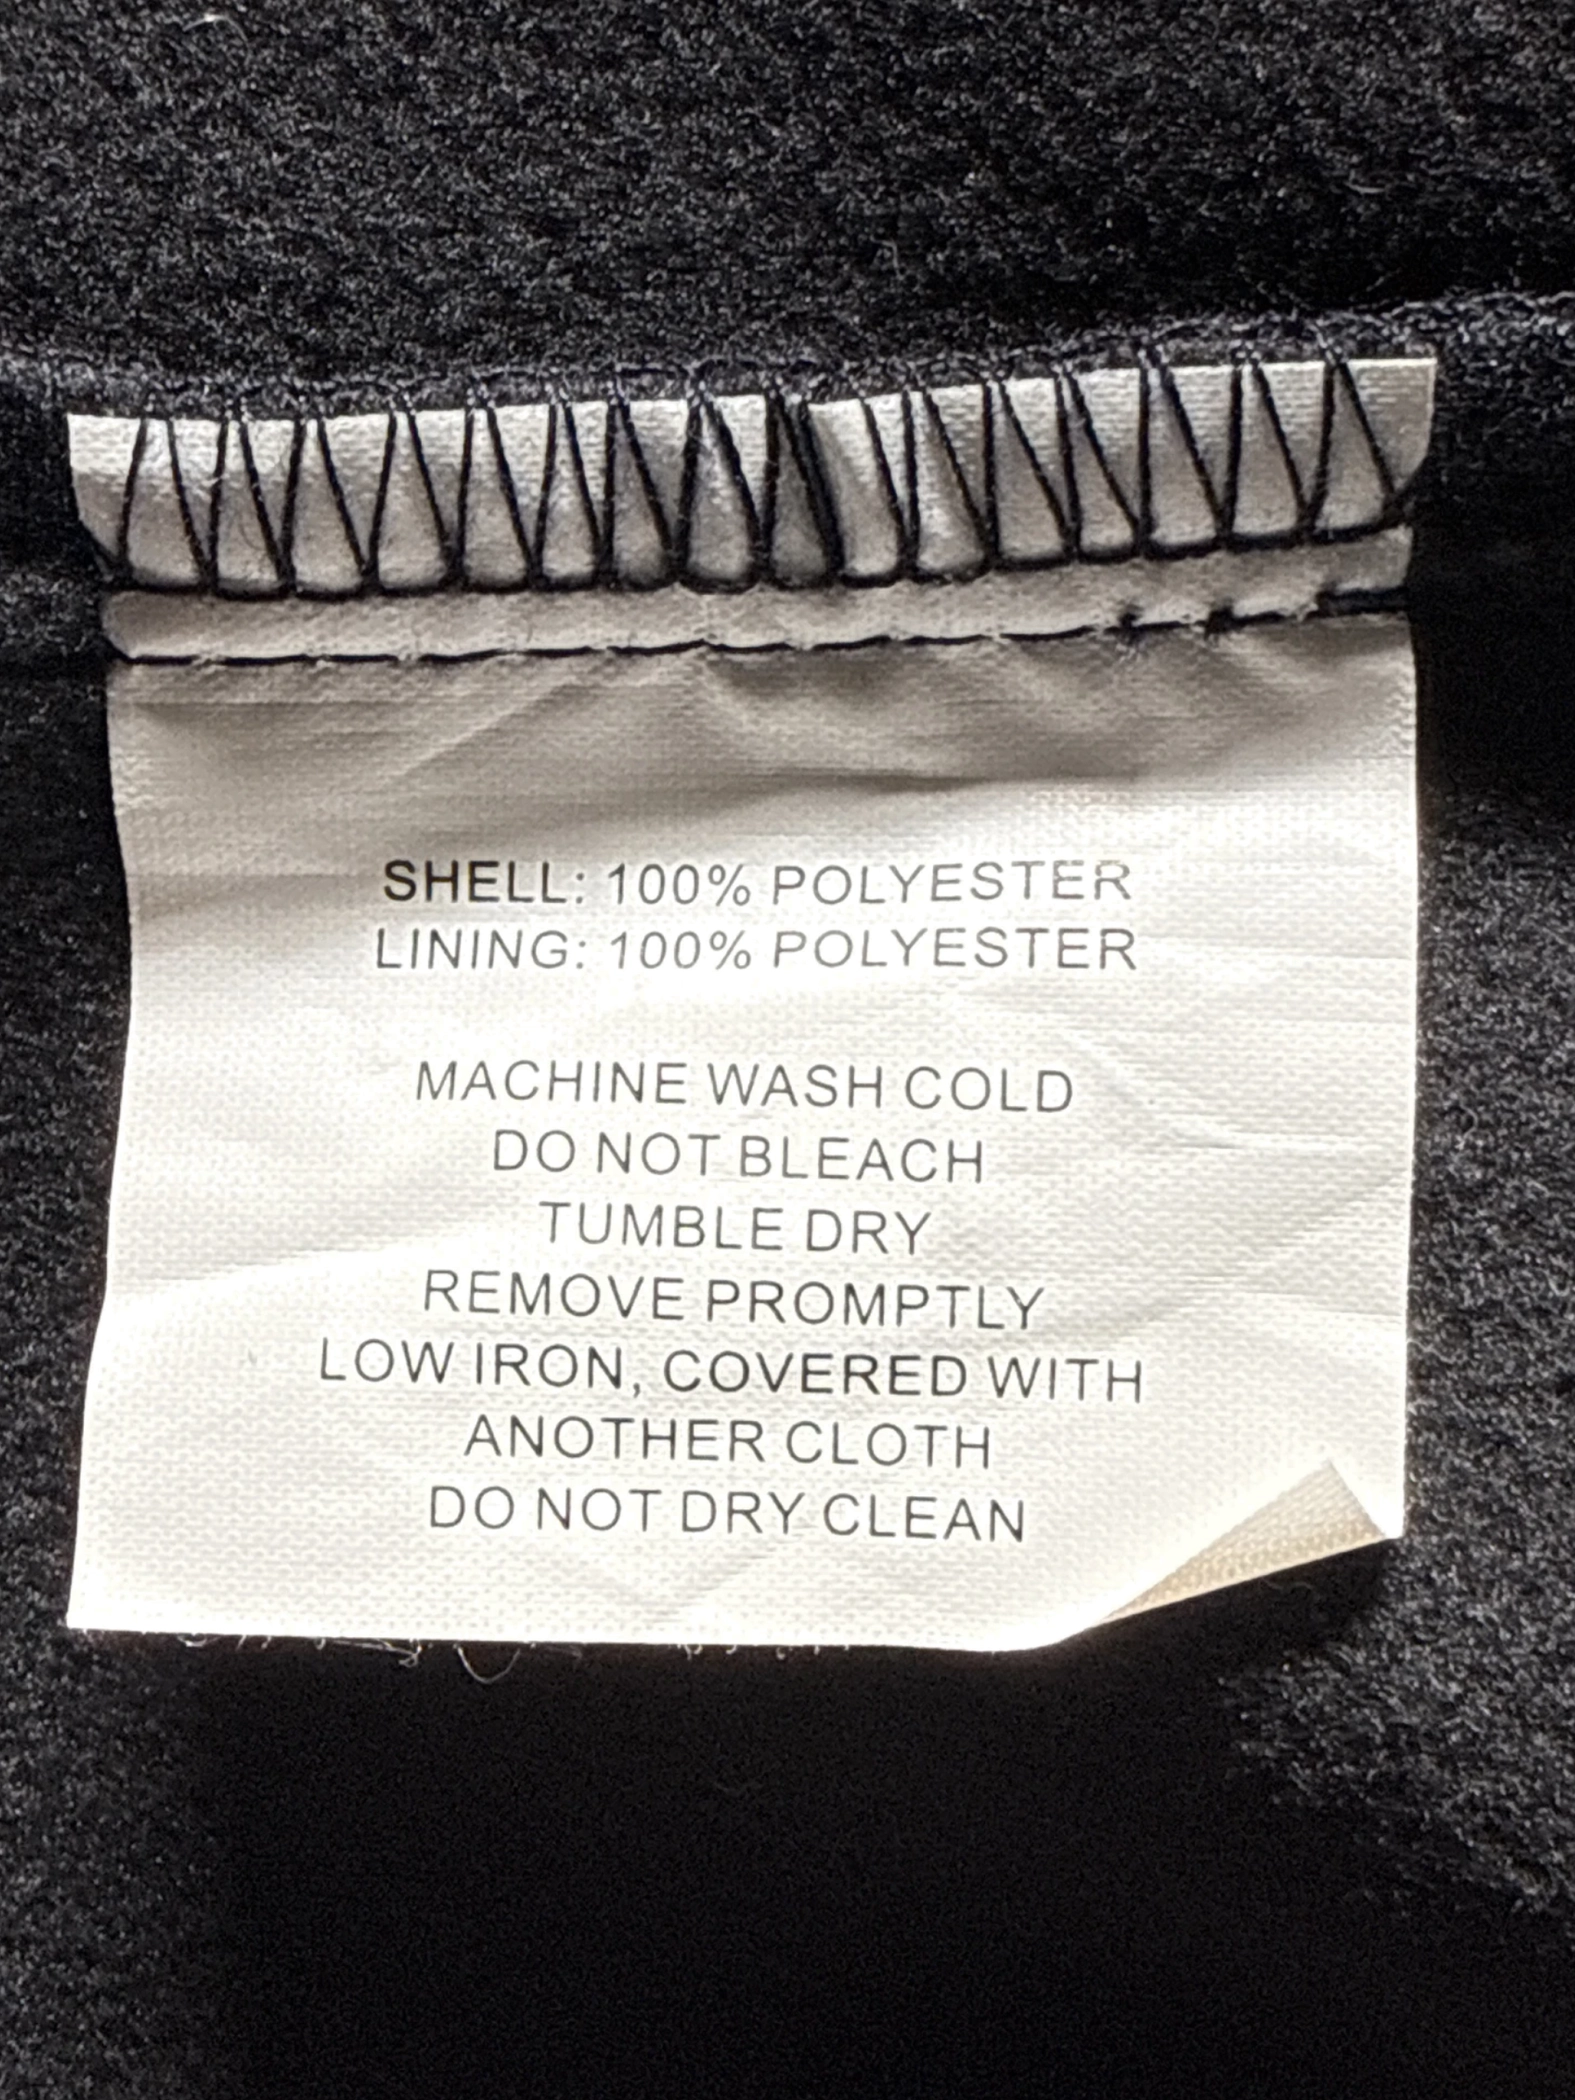 SHELL: 100% POLYESTER
LINING: 100% POLYESTER
MACHINE WASH COLD
DO NOT BLEACH
TUMBLE DRY
REMOVE PROMPTLY
LOW IRON, COVERED WITH
ANOTHER CLOTH
DO NOT DRY CLEAN